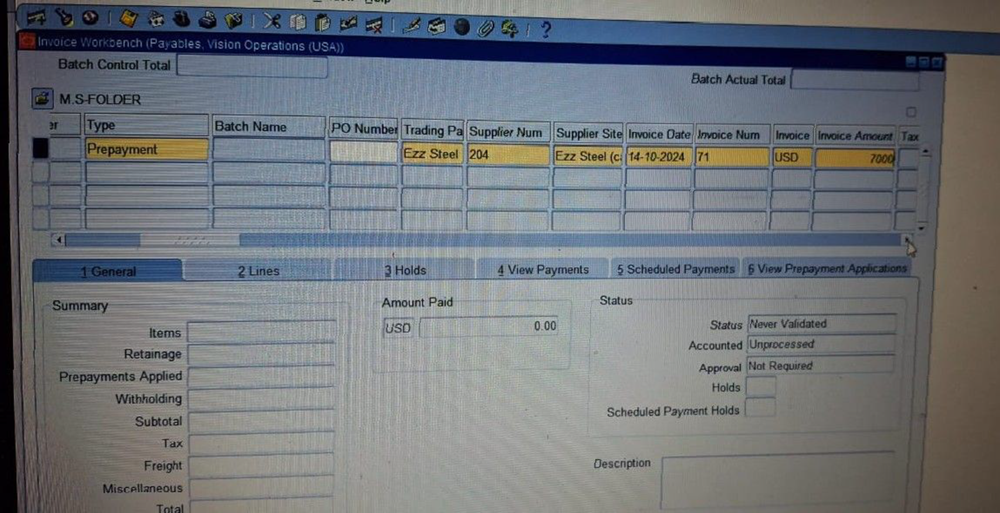 Help
Invoice Workbench (Payables, Vision Operations (USA))
Batch Control Total
Batch Actual Total
M.S-FOLDER
er Type Batch Name PO Number Trading Pa Supplier Num Supplier Site Invoice Date Invoice Num Invoice Invoice Amount Tax
Prepayment Ezz Steel 204 Ezz Steel (c 14-10-2024 71 USD 7000
1 General 2 Lines 3 Holds 4 View Payments 5 Scheduled Payments 6 View Prepayment Applications
Summary Amount Paid Status
Items USD 0.00 Status Never Validated
Retainage Accounted Unprocessed
Prepayments Applied Approval Not Required
Withholding Holds
Subtotal Scheduled Payment Holds
Tax
Freight Description
Miscellaneous
Total